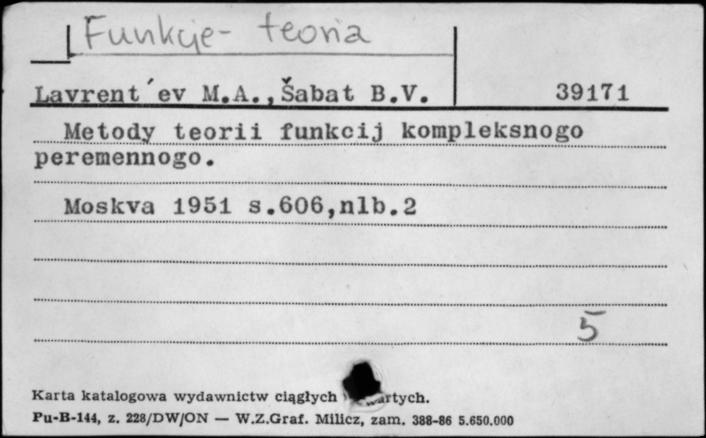 Funkcje - teoria
Lavrent´ev M.A.,Šabat B.V. 39171
Metody teorii funkcij kompleksnogo
peremennogo.
Moskva 1951 s.606,nlb.2
5
Karta katalogowa wydawnictw ciągłych
Pu-B-144, z. 228/DW/ON — W.Z.Graf. Milicz, zam. 388-86 5.650.000